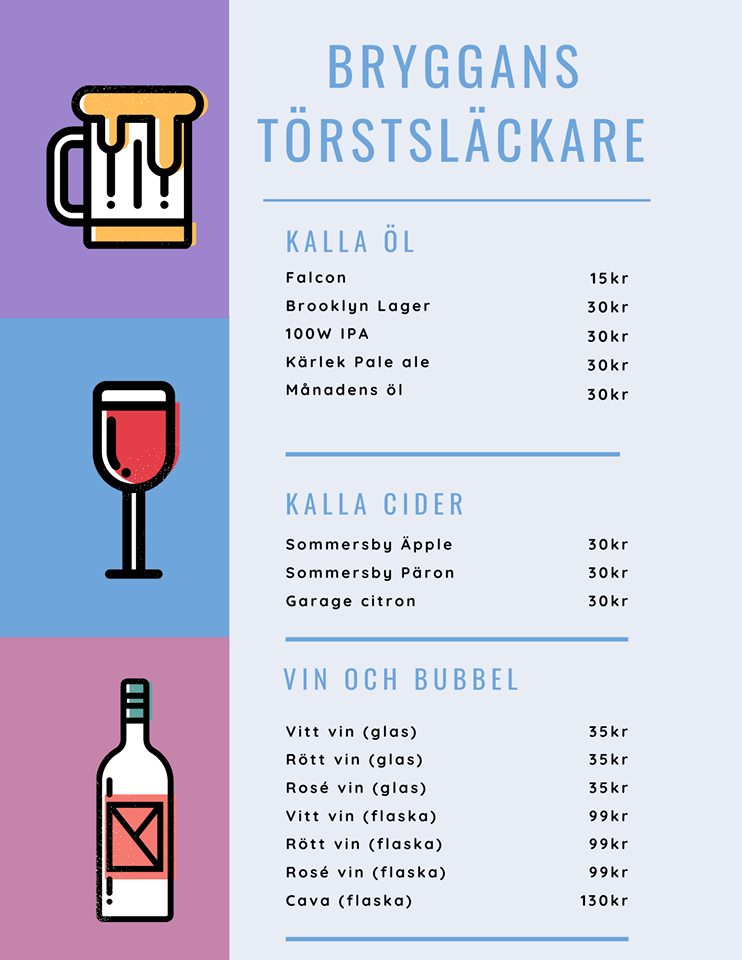 BRYGGANS
TÖRSTSLÄCKARE
KALLA ÖL
Falcon 15kr
Brooklyn Lager 30kr
100W IPA 30kr
Kärlek Pale ale 30kr
Månadens öl 30kr
KALLA CIDER
Sommersby Äpple 30kr
Sommersby Päron 30kr
Garage citron 30kr
VIN OCH BUBBEL
Vitt vin (glas) 35kr
Rött vin (glas) 35kr
Rosé vin (glas) 35kr
Vitt vin (flaska) 99kr
Rött vin (flaska) 99kr
Rosé vin (flaska) 99kr
Cava (flaska) 130kr